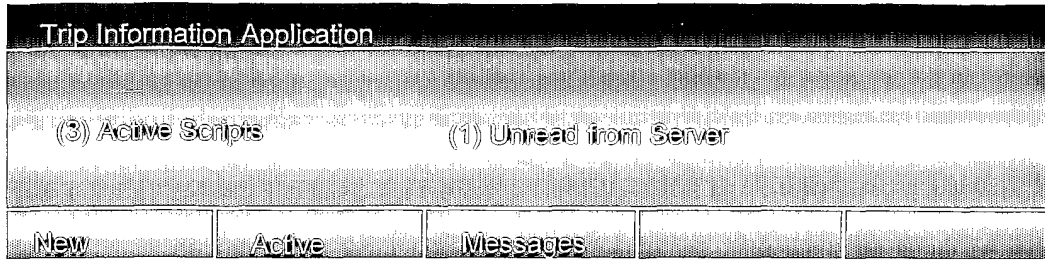 Trip Information Application
(3) Active Scripts (1) Unread from Server
New Active Messages